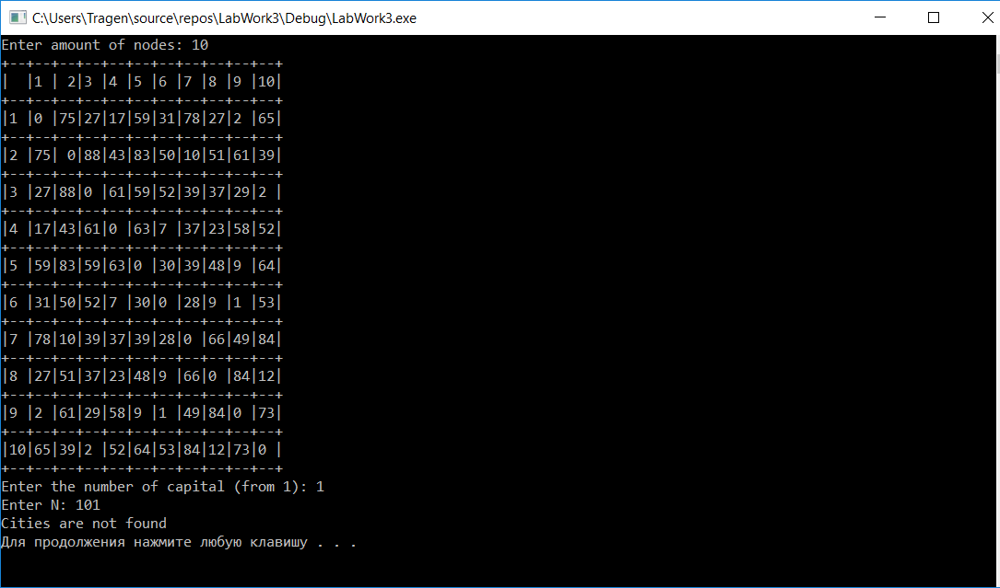 C:\Users\Tragen\source\repos\LabWork3\Debug\LabWork3.exe
Enter amount of nodes: 10
+--+--+--+--+--+--+--+--+--+--+--+
|  |1 | 2|3 |4 |5 |6 |7 |8 |9 |10|
+--+--+--+--+--+--+--+--+--+--+--+
|1 |0 |75|27|17|59|31|78|27|2 |65|
+--+--+--+--+--+--+--+--+--+--+--+
|2 |75| 0|88|43|83|50|10|51|61|39|
+--+--+--+--+--+--+--+--+--+--+--+
|3 |27|88|0 |61|59|52|39|37|29|2 |
+--+--+--+--+--+--+--+--+--+--+--+
|4 |17|43|61|0 |63|7 |37|23|58|52|
+--+--+--+--+--+--+--+--+--+--+--+
|5 |59|83|59|63|0 |30|39|48|9 |64|
+--+--+--+--+--+--+--+--+--+--+--+
|6 |31|50|52|7 |30|0 |28|9 |1 |53|
+--+--+--+--+--+--+--+--+--+--+--+
|7 |78|10|39|37|39|28|0 |66|49|84|
+--+--+--+--+--+--+--+--+--+--+--+
|8 |27|51|37|23|48|9 |66|0 |84|12|
+--+--+--+--+--+--+--+--+--+--+--+
|9 |2 |61|29|58|9 |1 |49|84|0 |73|
+--+--+--+--+--+--+--+--+--+--+--+
|10|65|39|2 |52|64|53|84|12|73|0 |
+--+--+--+--+--+--+--+--+--+--+--+
Enter the number of capital (from 1): 1
Enter N: 101
Cities are not found
Для продолжения нажмите любую клавишу . . .